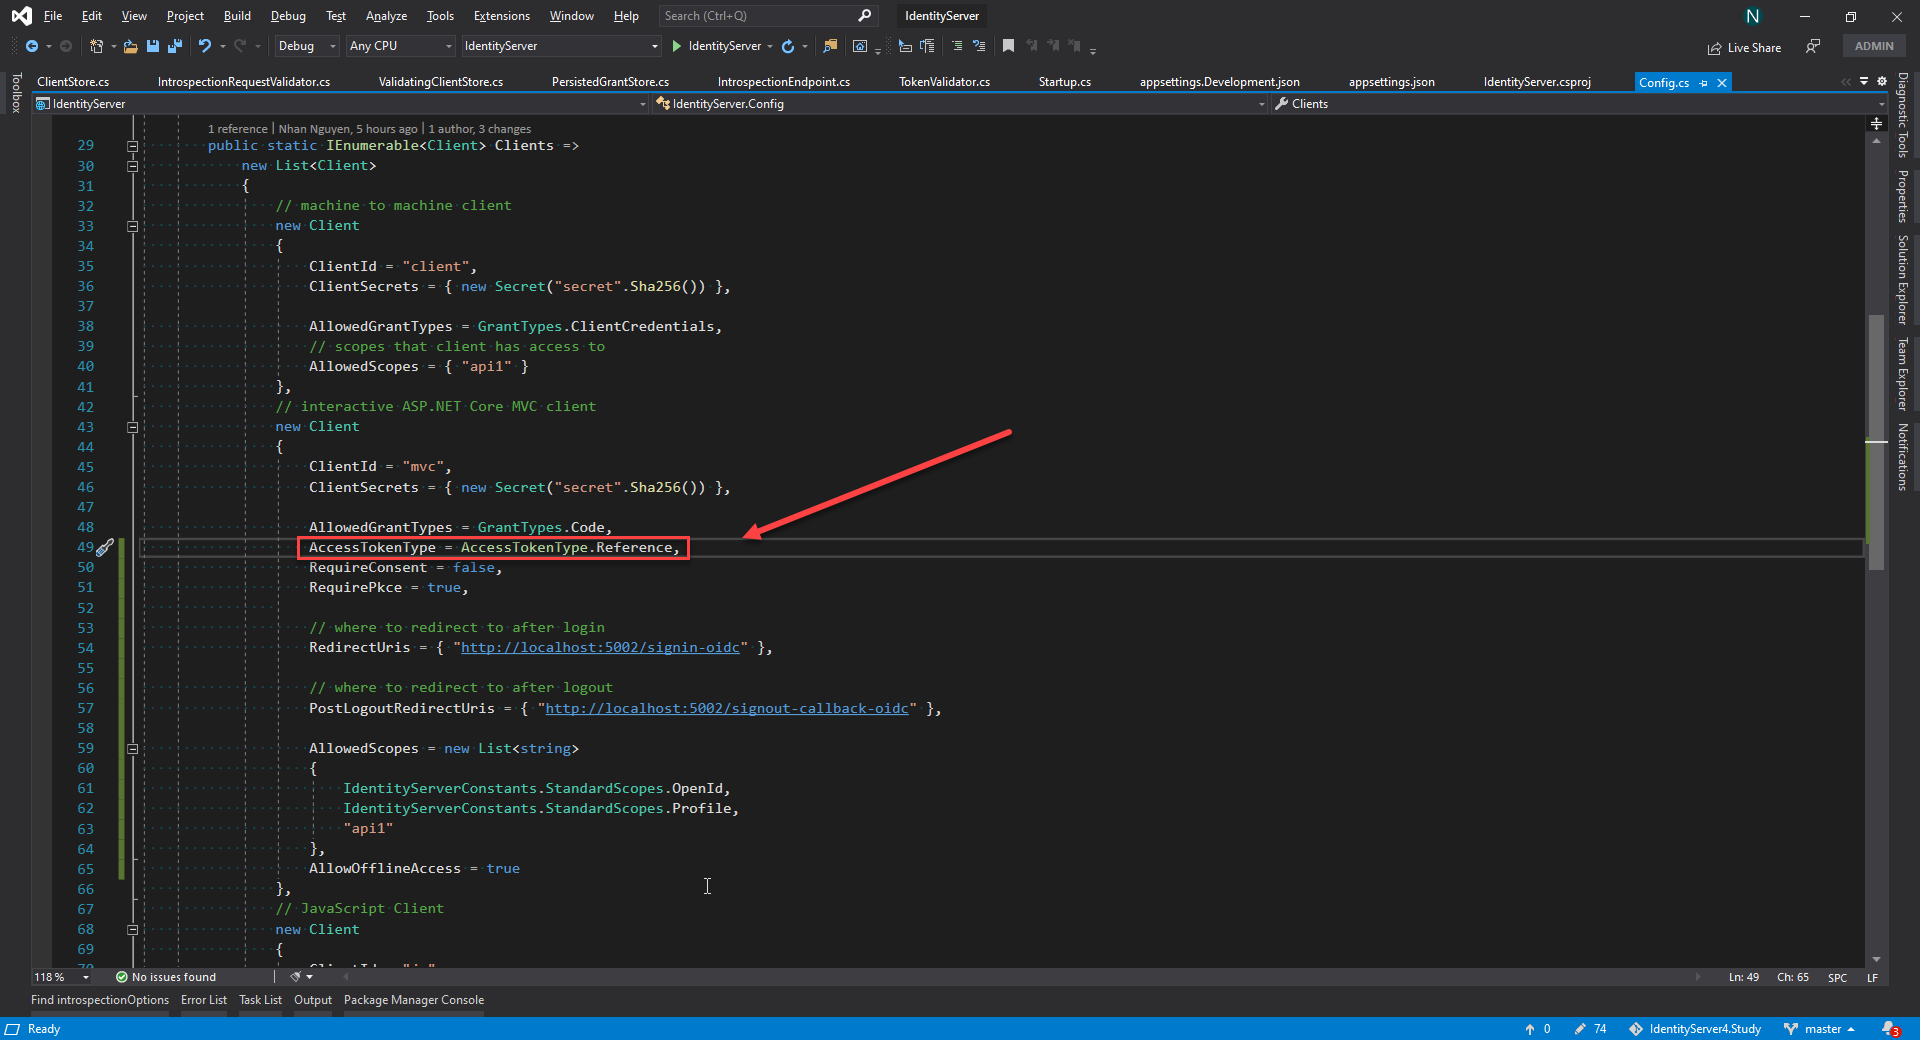 File Edit View Project Build Debug Test Analyze Tools Extensions Window Help Search (Ctrl+Q) IdentityServer N
Debug Any CPU IdentityServer IdentityServer Live Share ADMIN
ClientStore.cs IntrospectionRequestValidator.cs ValidatingClientStore.cs PersistedGrantStore.cs IntrospectionEndpoint.cs TokenValidator.cs Startup.cs appsettings.Development.json appsettings.json IdentityServer.csproj Config.cs
IdentityServer IdentityServer.Config Clients
Toolbox
1 reference | Nhan Nguyen, 5 hours ago | 1 author, 3 changes
29 public static IEnumerable<Client> Clients =>
30 new List<Client>
31 {
32 // machine to machine client
33 new Client
34 {
35 ClientId = "client",
36 ClientSecrets = { new Secret("secret".Sha256()) },
37
38 AllowedGrantTypes = GrantTypes.ClientCredentials,
39 // scopes that client has access to
40 AllowedScopes = { "api1" }
41 },
42 // interactive ASP.NET Core MVC client
43 new Client
44 {
45 ClientId = "mvc",
46 ClientSecrets = { new Secret("secret".Sha256()) },
47
48 AllowedGrantTypes = GrantTypes.Code,
49 AccessTokenType = AccessTokenType.Reference,
50 RequireConsent = false,
51 RequirePkce = true,
52
53 // where to redirect to after login
54 RedirectUris = { "http://localhost:5002/signin-oidc" },
55
56 // where to redirect to after logout
57 PostLogoutRedirectUris = { "http://localhost:5002/signout-callback-oidc" },
58
59 AllowedScopes = new List<string>
60 {
61 IdentityServerConstants.StandardScopes.OpenId,
62 IdentityServerConstants.StandardScopes.Profile,
63 "api1"
64 },
65 AllowOfflineAccess = true
66 },
67 // JavaScript Client
68 new Client
69 {
Diagnostic Tools
Properties
Solution Explorer
Team Explorer
Notifications
118 % No issues found Ln: 49 Ch: 65 SPC LF
Find introspectionOptions Error List Task List Output Package Manager Console
Ready 0 74 IdentityServer4.Study master 3